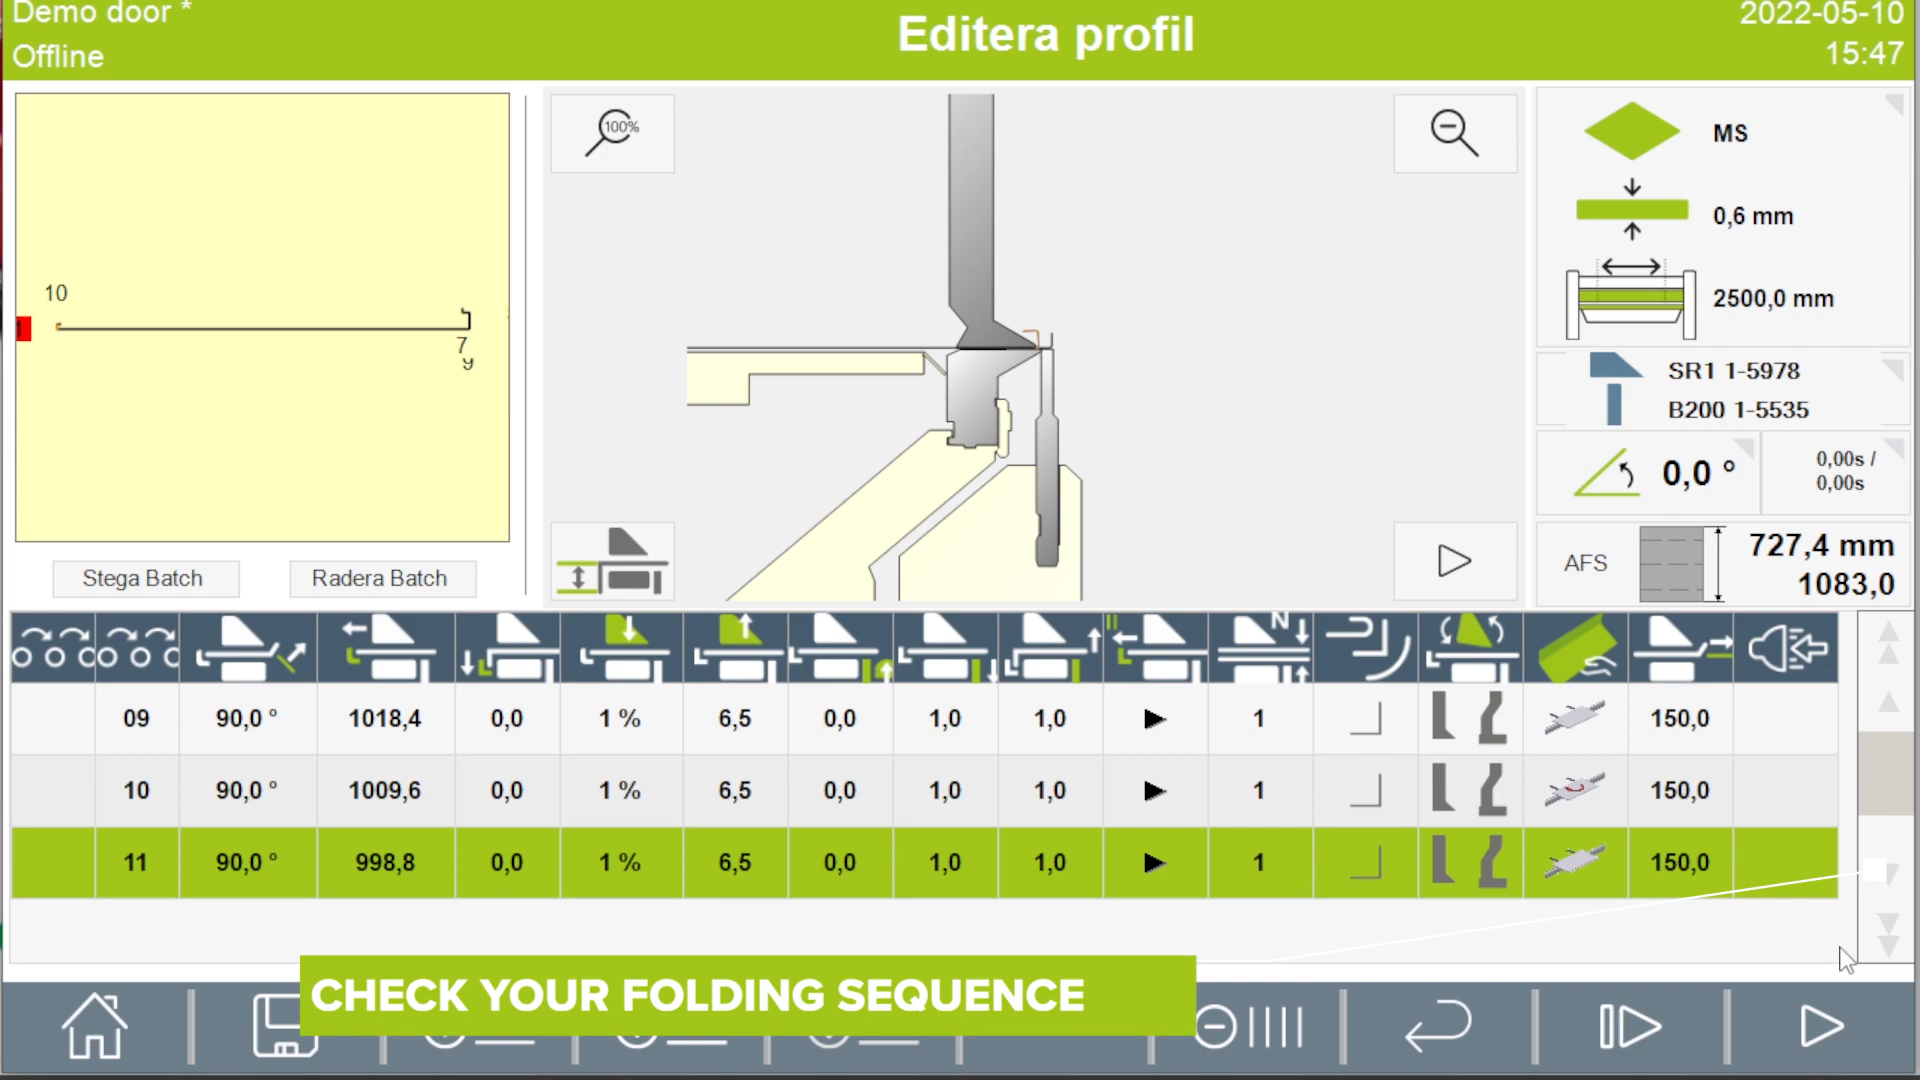 Demo door *
Offline
Editera profil
2022-05-10
15:47
10
7
9
Stega Batch
Radera Batch
100%
MS
0,6 mm
2500,0 mm
SR1 1-5978
B200 1-5535
0,0 °
0,00s /
0,00s
AFS
727,4 mm
1083,0
N
09 90,0 ° 1018,4 0,0 1 % 6,5 0,0 1,0 1,0 1 150,0
10 90,0 ° 1009,6 0,0 1 % 6,5 0,0 1,0 1,0 1 150,0
11 90,0 ° 998,8 0,0 1 % 6,5 0,0 1,0 1,0 1 150,0
CHECK YOUR FOLDING SEQUENCE